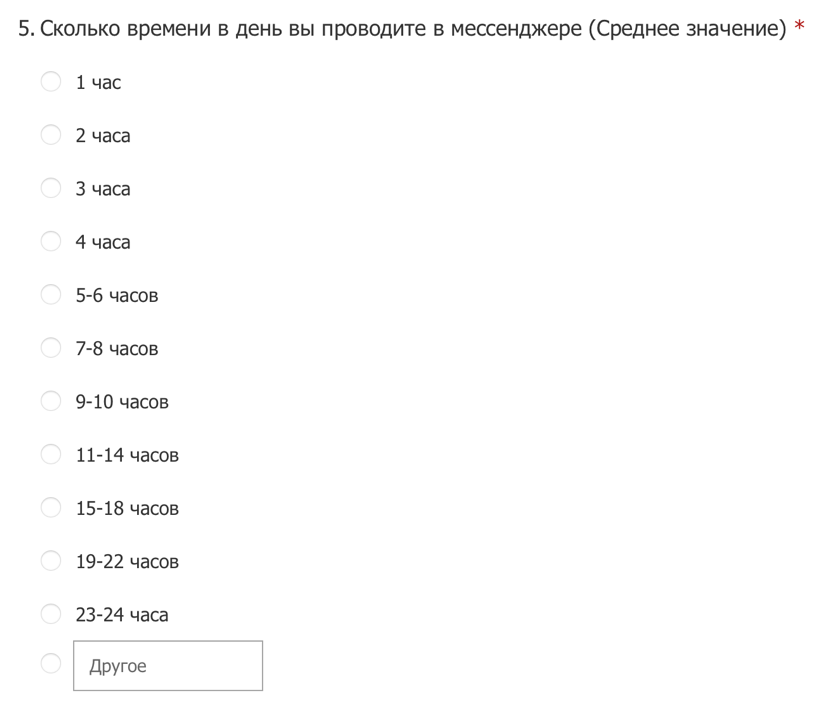 5. Сколько времени в день вы проводите в мессенджере (Среднее значение) *
1 час
2 часа
3 часа
4 часа
5-6 часов
7-8 часов
9-10 часов
11-14 часов
15-18 часов
19-22 часов
23-24 часа
Другое